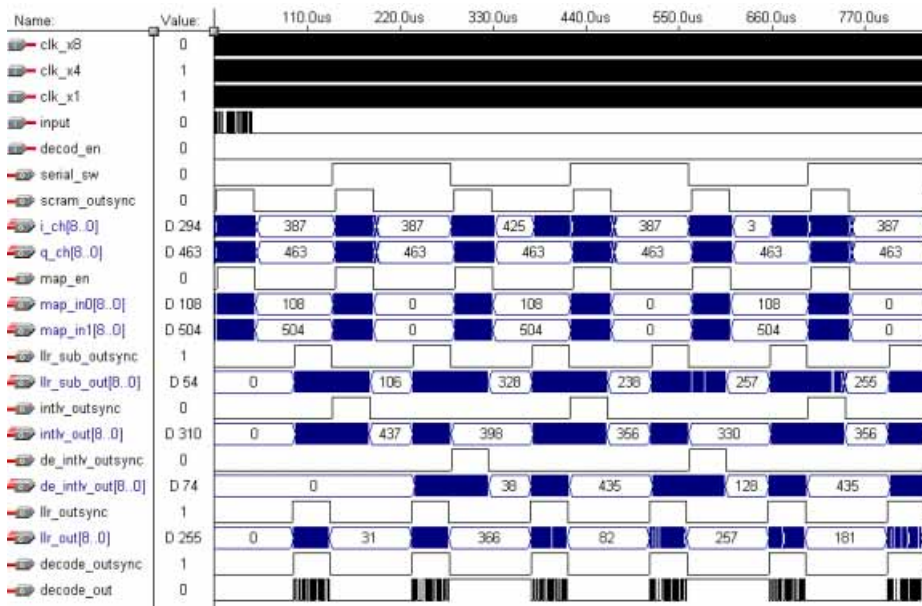 Name: Value: 110.0us 220.0us 330.0us 440.0us 550.0us 660.0us 770.0us
clk_x8 0
clk_x4 1
clk_x1 1
input 0
decod_en 0
serial_sw 0
scram_outsync 0
i_ch[8..0] D 294 387 387 425 387 3 387
q_ch[8..0] D 463 463 463 463 463 463 463
map_en 0
map_in0[8..0] D 108 108 0 108 0 108 0
map_in1[8..0] D 504 504 0 504 0 504 0
llr_sub_outsync 1
llr_sub_out[8..0] D 54 0 106 328 238 257 255
intlv_outsync 0
intlv_out[8..0] D 310 0 437 398 356 330 356
de_intlv_outsync 0
de_intlv_out[8..0] D 74 0 38 435 128 435
llr_outsync 1
llr_out[8..0] D 255 0 31 366 82 257 181
decode_outsync 1
decode_out 0